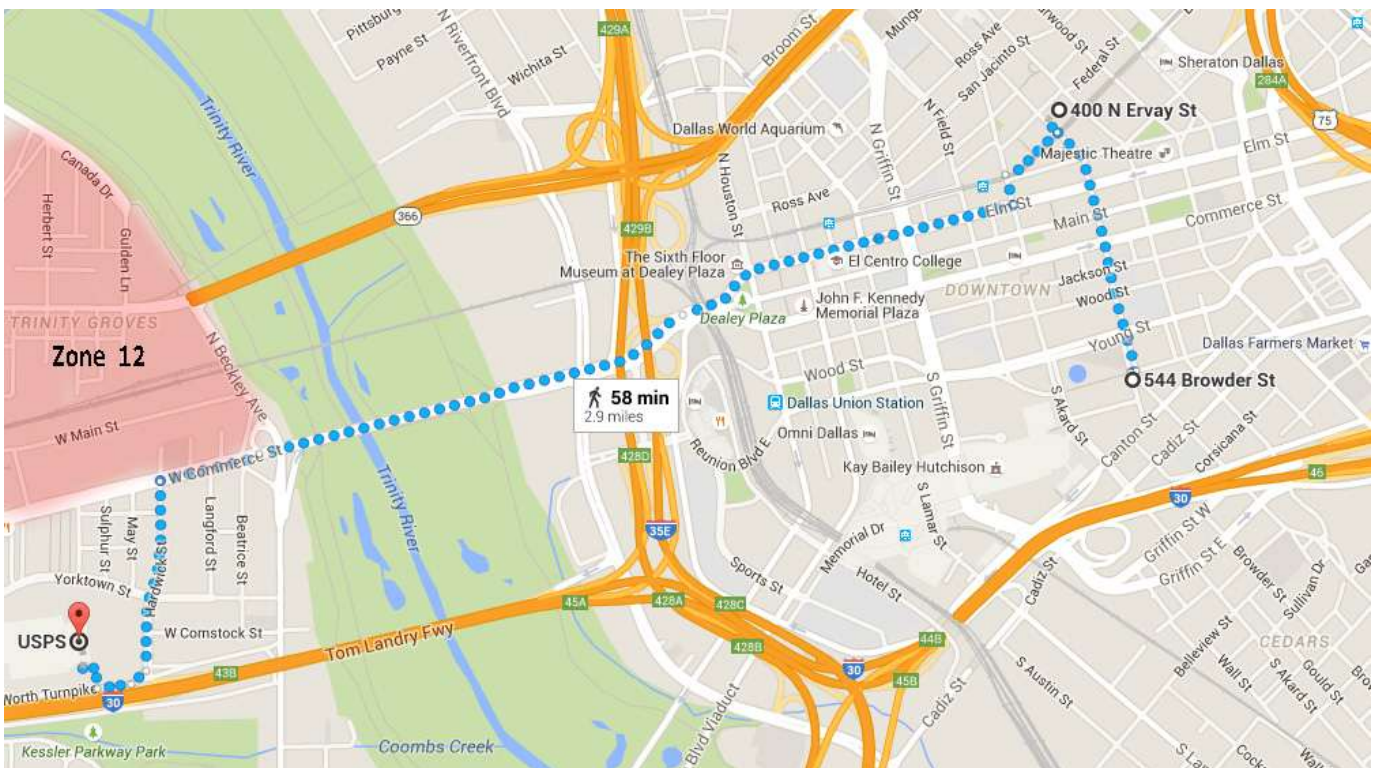 429A
Pittsburg
Payne St
N Riverfront Blvd
Wichita St
Broom St
Ross Ave
San Jacinto St
Federal St
Sheraton Dallas
284A
75
400 N Ervay St
Trinity River
Dallas World Aquarium
N Field St
N Griffin St
Majestic Theatre
Elm St
Canada Dr
Herbert St
Gulden Ln
366
N Houston St
Ross Ave
Elm St
Main St
Commerce St
429B
The Sixth Floor
Museum at Dealey Plaza
El Centro College
Jackson St
DOWNTOWN
Wood St
John F. Kennedy
Memorial Plaza
Dealey Plaza
TRINITY GROVES
Zone 12
N Beckley Ave
Young St
Dallas Farmers Market
Wood St
544 Browder St
58 min
2.9 miles
Dallas Union Station
S Griffin St
S Akard St
W Main St
Omni Dallas
Canton St
Cadiz St
Corsicana St
Reunion Blvd E
W Commerce St
428D
Kay Bailey Hutchison
46
30
Trinity River
S Lamar St
Sulphur St
May St
Hardwick St
Langford St
Beatrice St
35E
Memorial Dr
Griffin St W
Griffin St E
Browder St
Sullivan Dr
Yorktown St
Sports St
Hotel St
Cadiz St
45A
428A
428C
USPS
W Comstock St
Tom Landry Fwy
428B
44B
CEDARS
Belleview St
Wall St
S Akard St
Gould St
43B
30
45B
Worth Turnpike
30
S Austin St
Cadiz St
Blvd Viaduct
Kessler Parkway Park
Coombs Creek